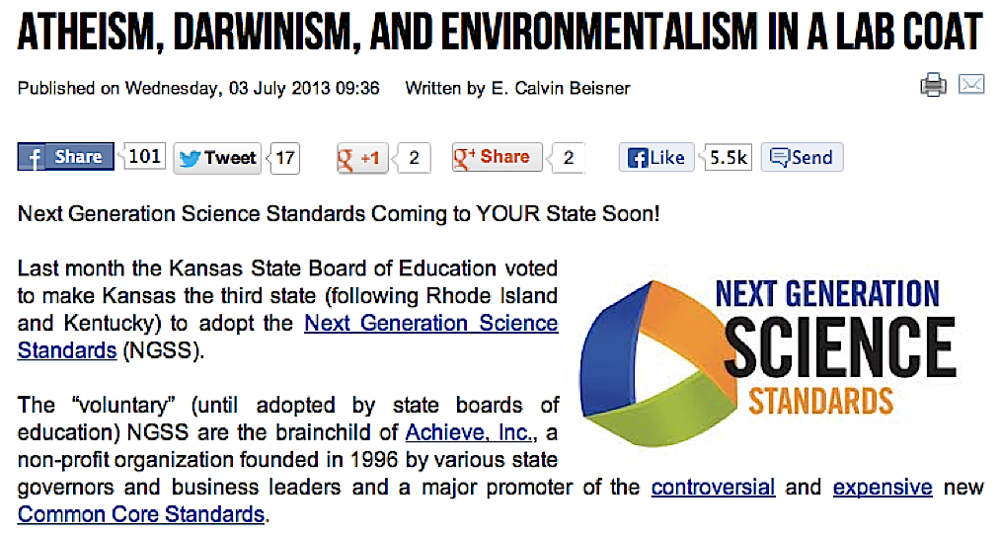 ATHEISM, DARWINISM, AND ENVIRONMENTALISM IN A LAB COAT
Published on Wednesday, 03 July 2013 09:36 Written by E. Calvin Beisner
f Share 101 Tweet 17 g +1 2 g+ Share 2 f Like 5.5k Send
Next Generation Science Standards Coming to YOUR State Soon!
Last month the Kansas State Board of Education voted
to make Kansas the third state (following Rhode Island
and Kentucky) to adopt the Next Generation Science
Standards (NGSS).
NEXT GENERATION
SCIENCE
STANDARDS
The “voluntary” (until adopted by state boards of
education) NGSS are the brainchild of Achieve, Inc., a
non-profit organization founded in 1996 by various state
governors and business leaders and a major promoter of the controversial and expensive new
Common Core Standards.